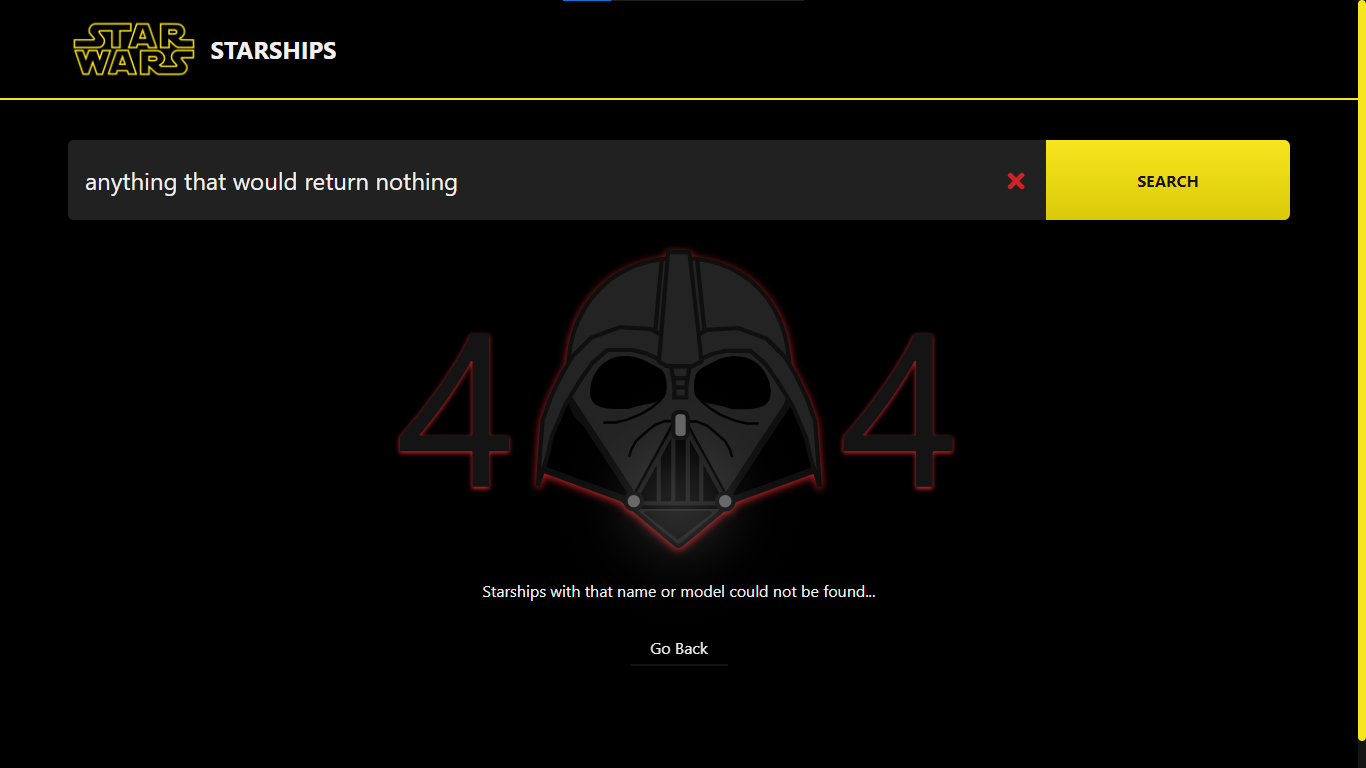 STAR
WARS
STARSHIPS
anything that would return nothing
SEARCH
4 4
Starships with that name or model could not be found...
Go Back